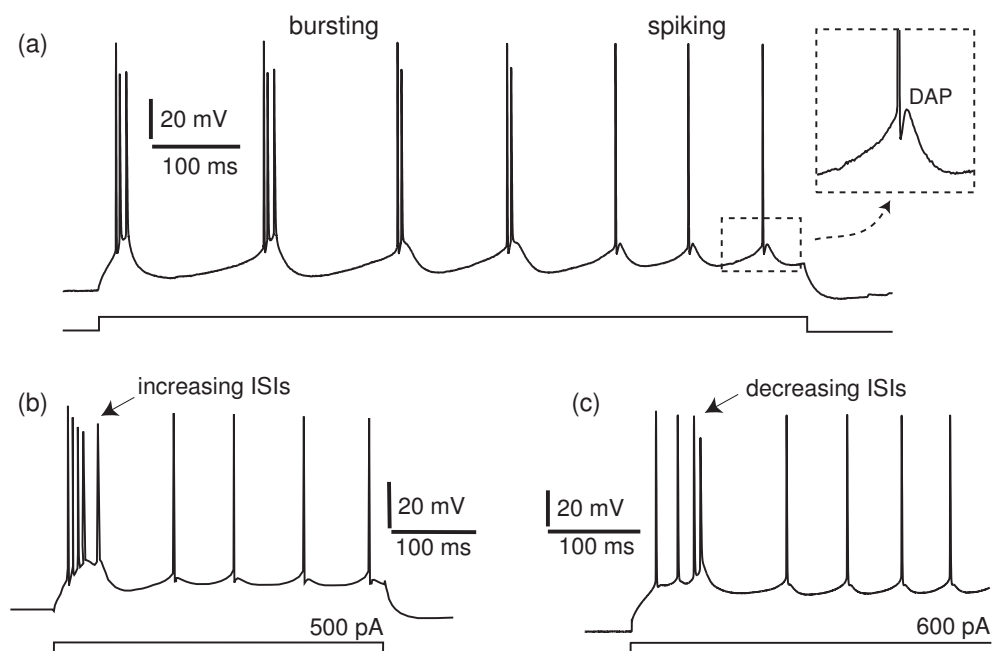 (a)
bursting
spiking
DAP
20 mV
100 ms
(b)
increasing ISIs
20 mV
100 ms
500 pA
(c)
decreasing ISIs
20 mV
100 ms
600 pA